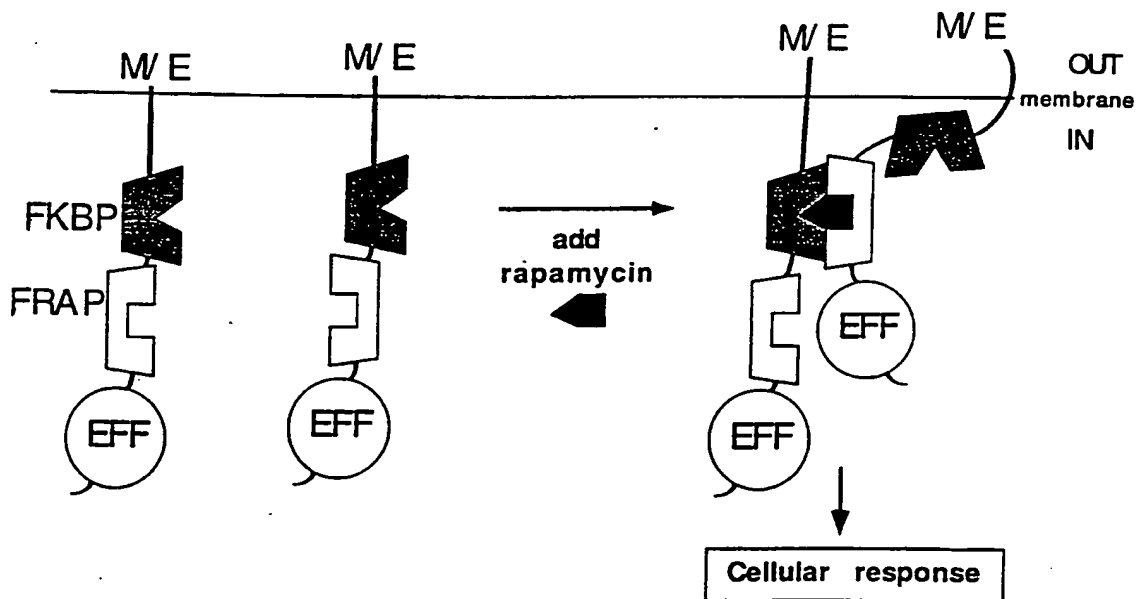 M/E
M/E
M/E
M/E
OUT
membrane
IN
FKBP
FRAP
add
rapamycin
EFF
EFF
EFF
EFF
Cellular response